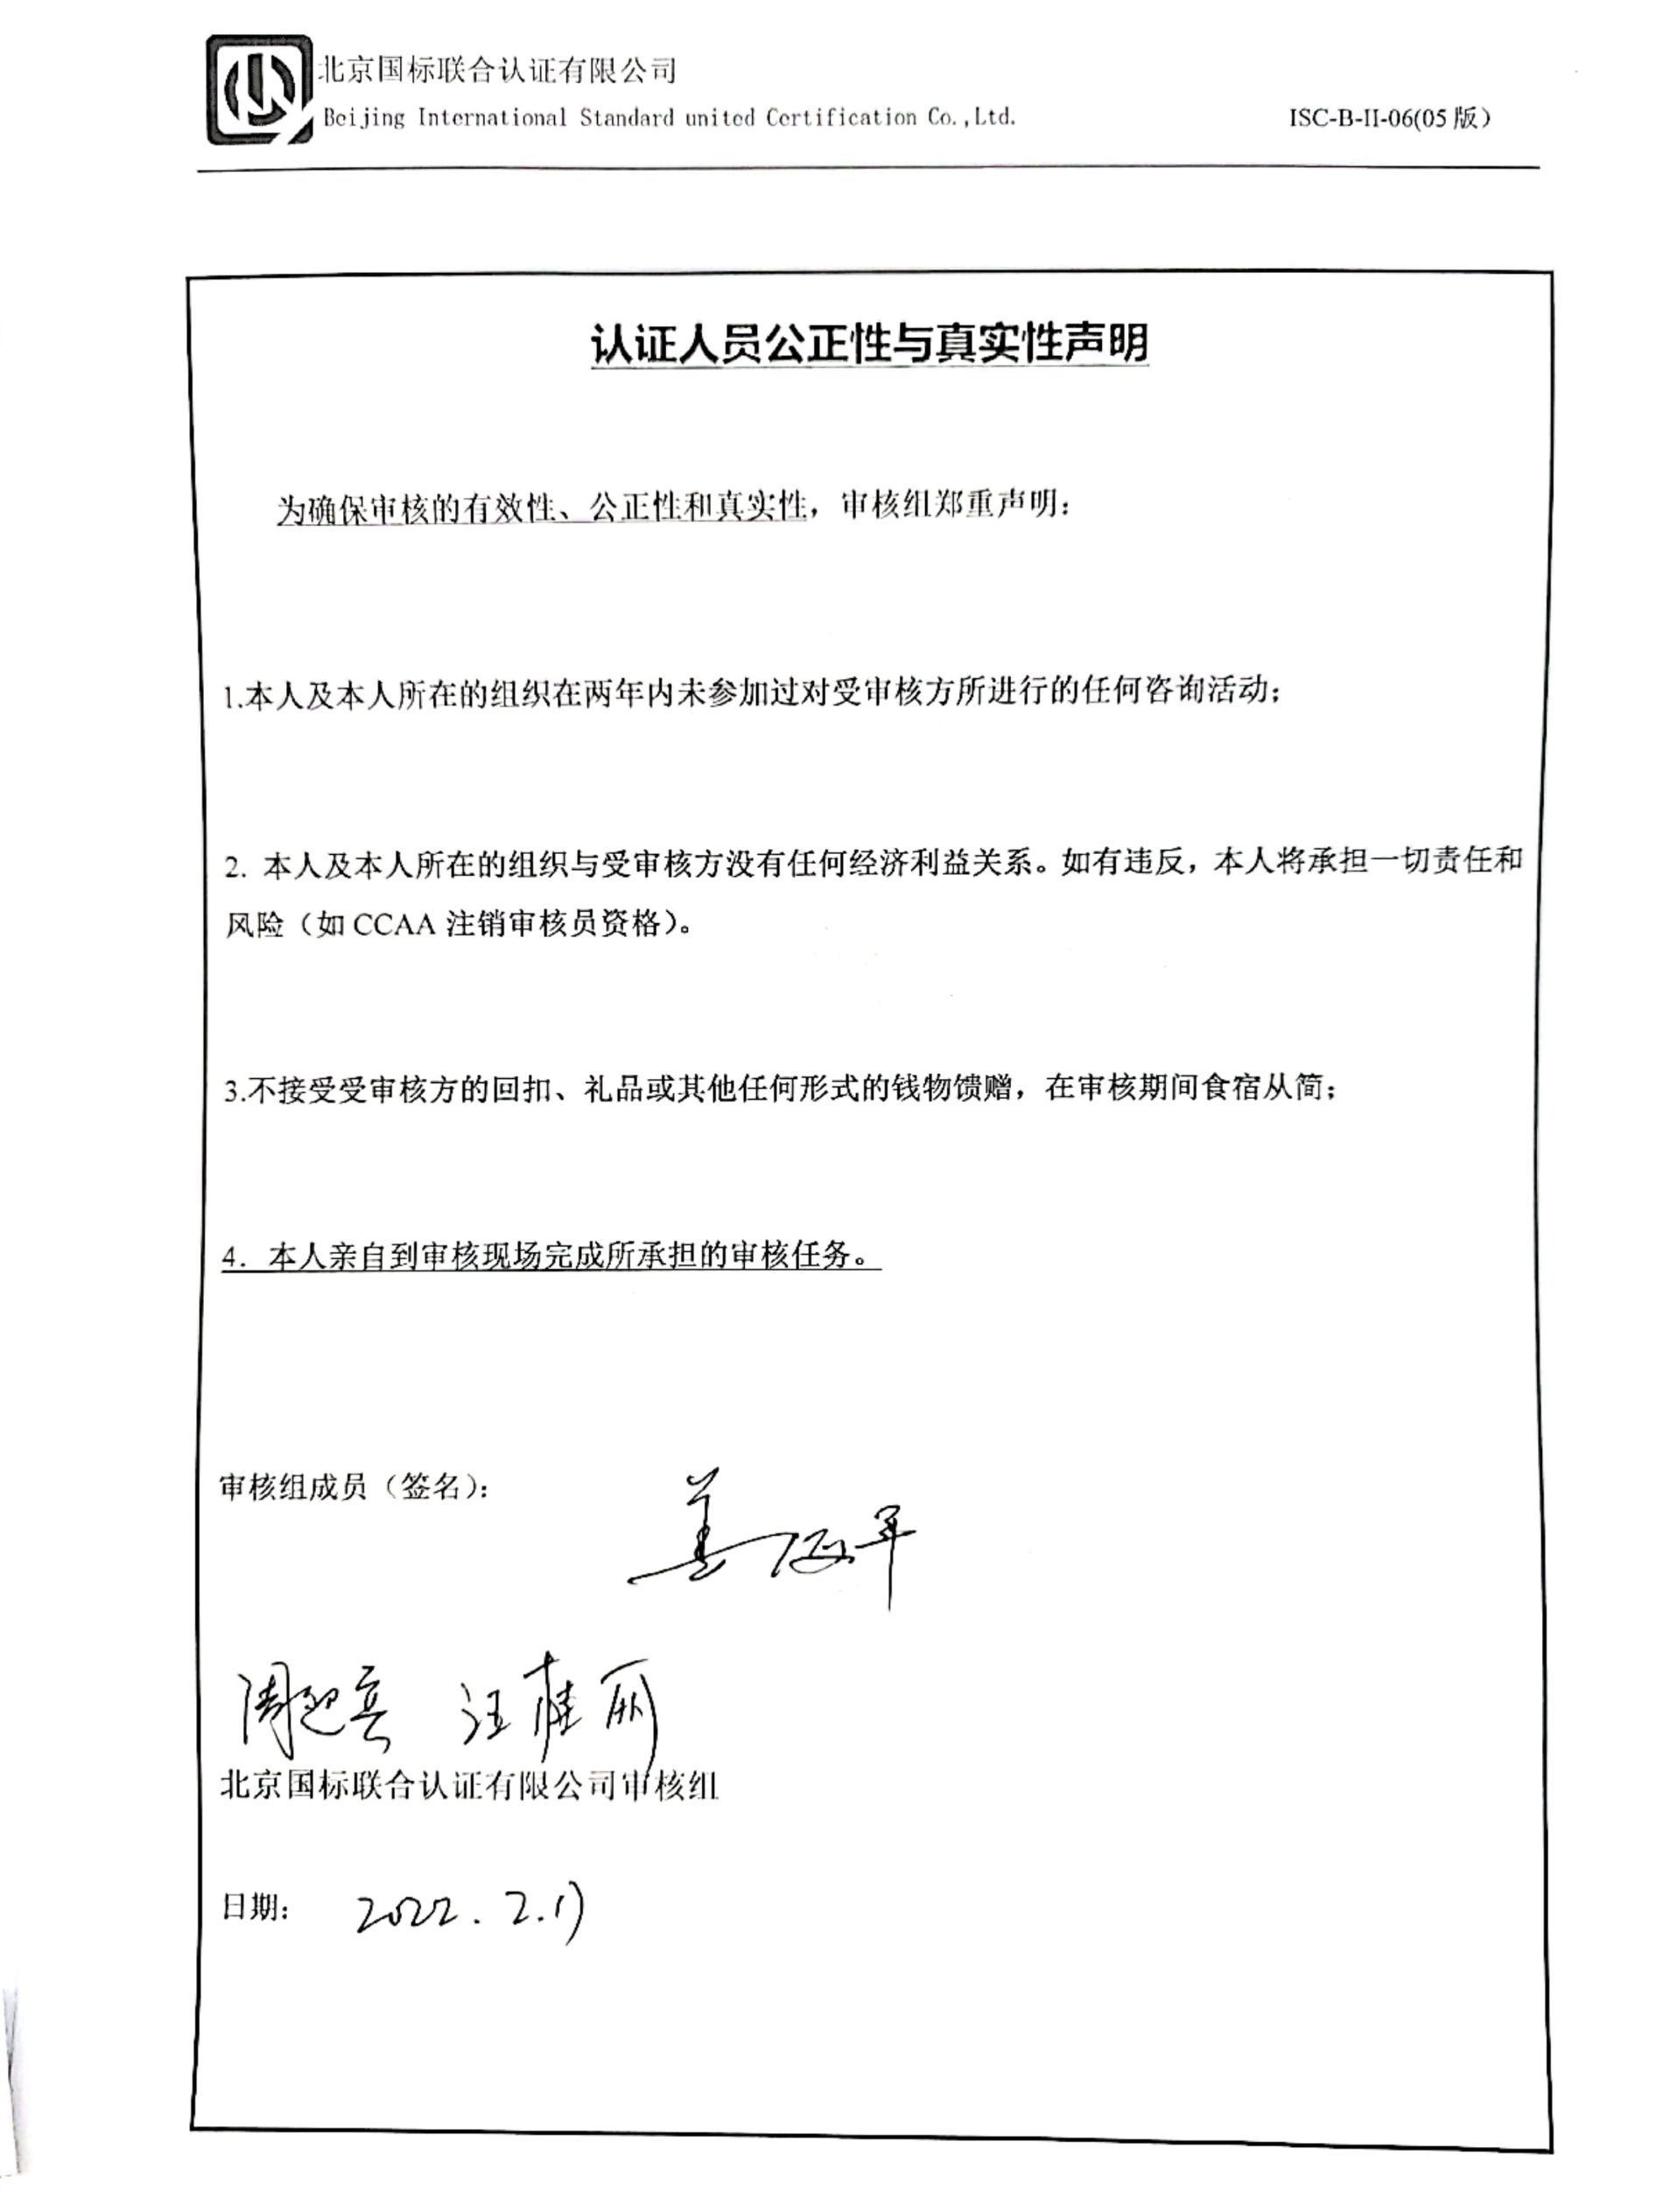 北京国标联合认证有限公司
Beijing International Standard united Certification Co.,Ltd.
ISC-B-II-06(05版)
认证人员公正性与真实性声明
为确保审核的有效性、公正性和真实性，审核组郑重声明：
1.本人及本人所在的组织在两年内未参加过对受审核方所进行的任何咨询活动；
2. 本人及本人所在的组织与受审核方没有任何经济利益关系。如有违反，本人将承担一切责任和
风险（如 CCAA 注销审核员资格）。
3.不接受受审核方的回扣、礼品或其他任何形式的钱物馈赠，在审核期间食宿从简；
4. 本人亲自到审核现场完成所承担的审核任务。
审核组成员（签名）：
汪桂丽
北京国标联合认证有限公司审核组
日期： 2022.2.17